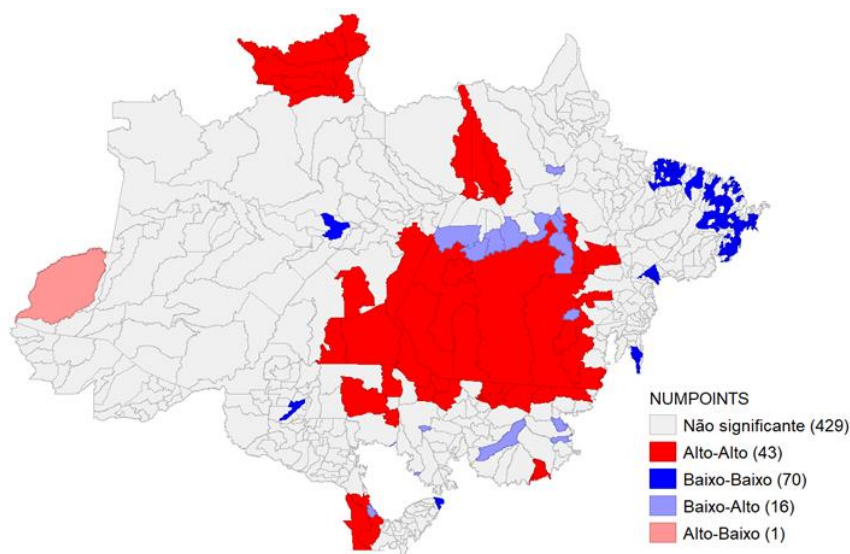 NUMPOINTS
Não significante (429)
Alto-Alto (43)
Baixo-Baixo (70)
Baixo-Alto (16)
Alto-Baixo (1)